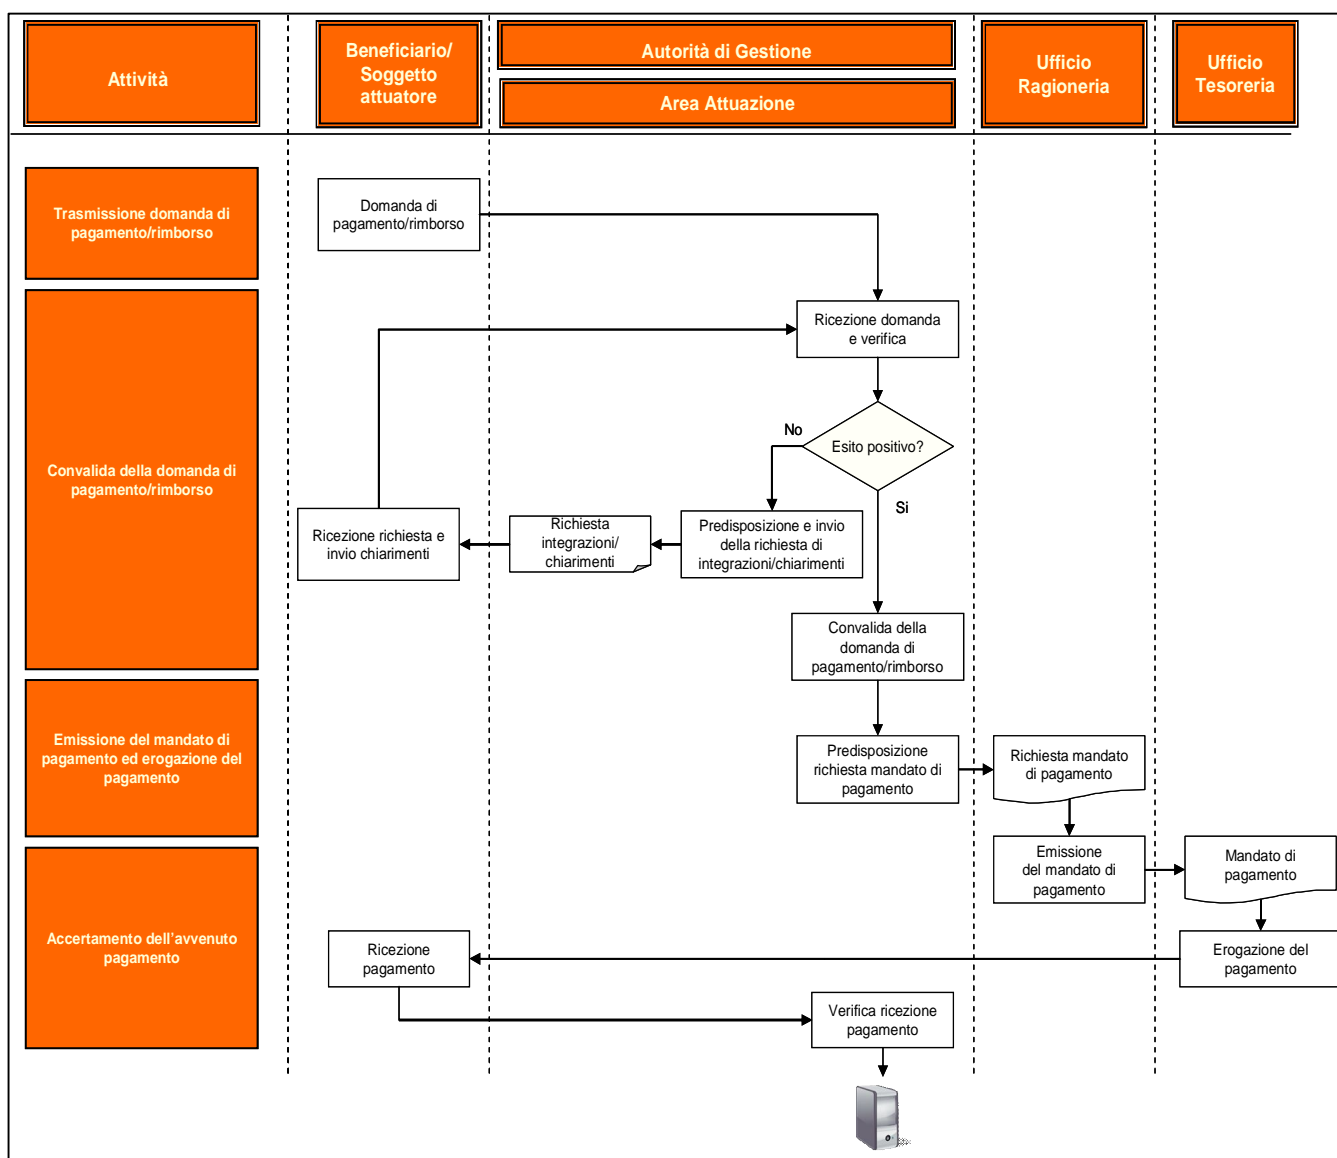 Attività
Beneficiario/
Soggetto
attuatore
Autorità di Gestione
Area Attuazione
Ufficio
Ragioneria
Ufficio
Tesoreria
Trasmissione domanda di
pagamento/rimborso
Domanda di
pagamento/rimborso
Convalida della domanda di
pagamento/rimborso
Ricezione domanda
e verifica
Esito positivo?
No
Si
Predisposizione e invio
della richiesta di
integrazioni/chiarimenti
Richiesta
integrazioni/
chiarimenti
Ricezione richiesta e
invio chiarimenti
Convalida della
domanda di
pagamento/rimborso
Emissione del mandato di
pagamento ed erogazione del
pagamento
Predisposizione
richiesta mandato di
pagamento
Richiesta mandato
di pagamento
Emissione
del mandato di
pagamento
Mandato di
pagamento
Accertamento dell'avvenuto
pagamento
Ricezione
pagamento
Erogazione del
pagamento
Verifica ricezione
pagamento